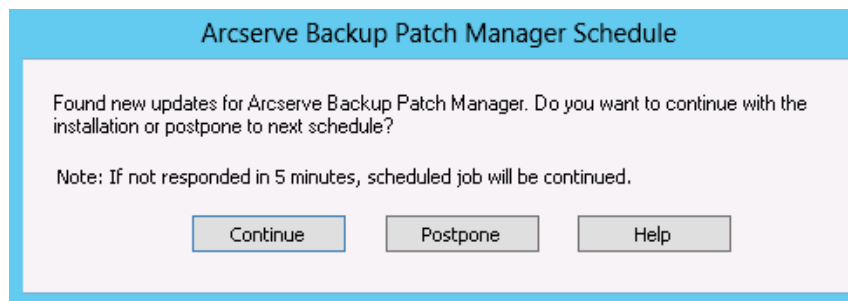 Arcserve Backup Patch Manager Schedule
Found new updates for Arcserve Backup Patch Manager. Do you want to continue with the
installation or postpone to next schedule?
Note: If not responded in 5 minutes, scheduled job will be continued.
Continue
Postpone
Help